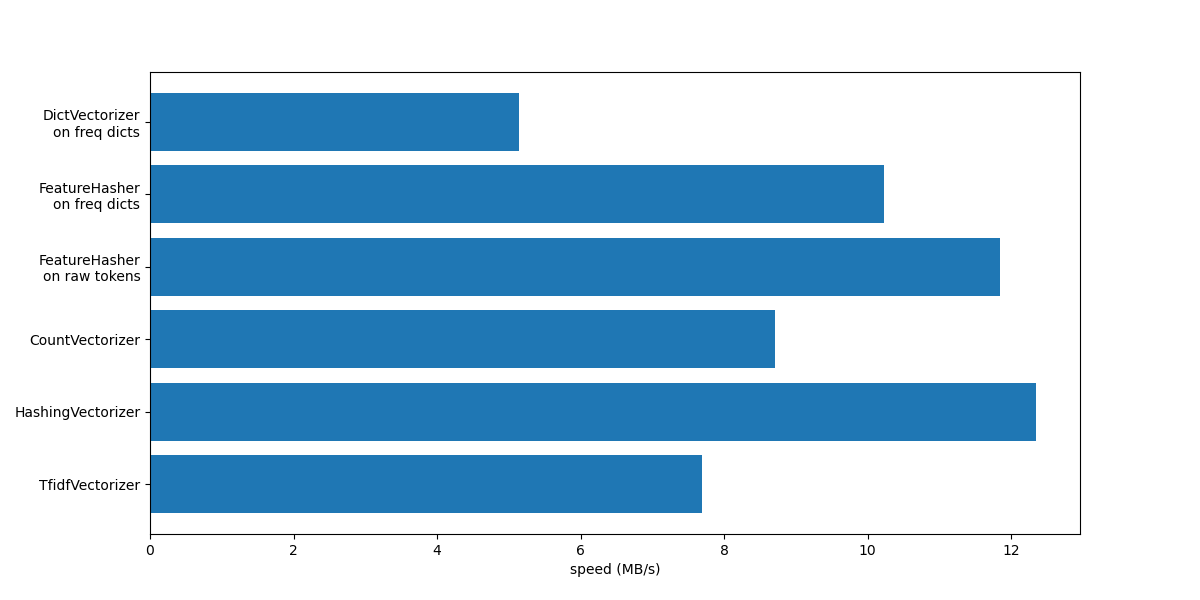 DictVectorizer
on freq dicts
FeatureHasher
on freq dicts
FeatureHasher
on raw tokens
CountVectorizer
HashingVectorizer
TfidfVectorizer
0 2 4 6 8 10 12
speed (MB/s)